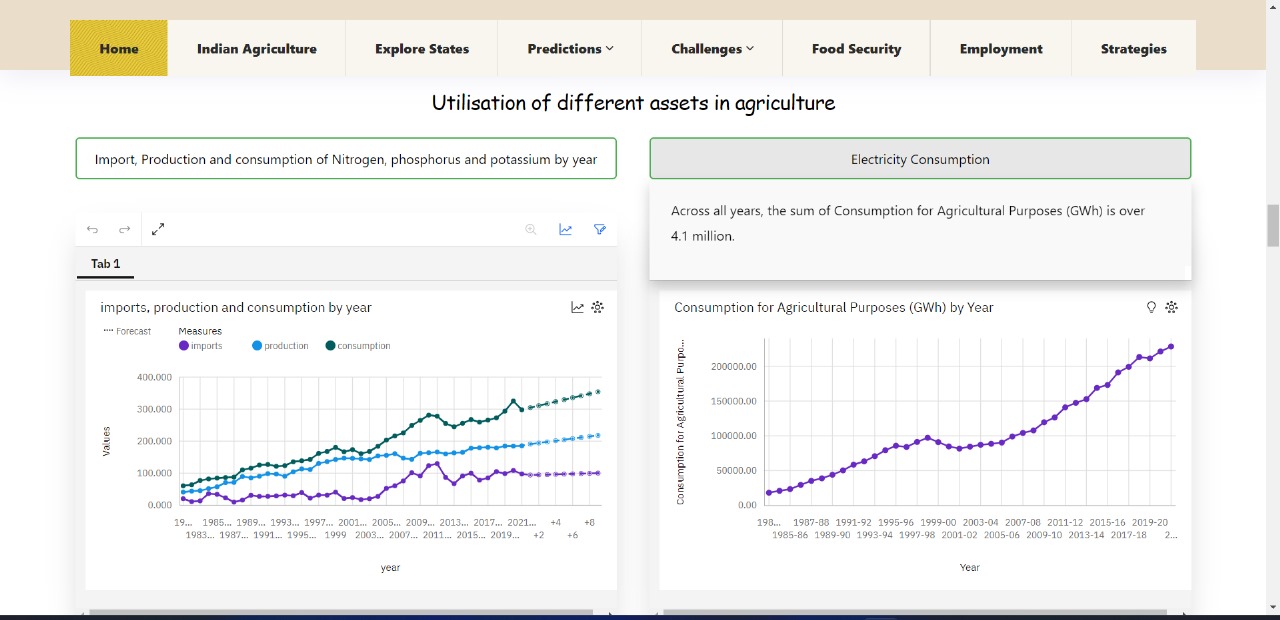 Home Indian Agriculture Explore States Predictions Challenges Food Security Employment Strategies
Utilisation of different assets in agriculture
Import, Production and consumption of Nitrogen, phosphorus and potassium by year
Tab 1
imports, production and consumption by year
Forecast Measures
imports production consumption
Values
400.000
300.000
200.000
100.000
0.000
19... 1985... 1989... 1993... 1997... 2001... 2005... 2009... 2013... 2017... 2021... +4 +8
1983... 1987... 1991... 1995... 1999 2003... 2007... 2011... 2015... 2019... +2 +6
year
Electricity Consumption
Across all years, the sum of Consumption for Agricultural Purposes (GWh) is over
4.1 million.
Consumption for Agricultural Purposes (GWh) by Year
Consumption for Agricultural Purpo...
200000.00
150000.00
100000.00
50000.00
0.00
198... 1987-88 1991-92 1995-96 1999-00 2003-04 2007-08 2011-12 2015-16 2019-20
1985-86 1989-90 1993-94 1997-98 2001-02 2005-06 2009-10 2013-14 2017-18 2...
Year